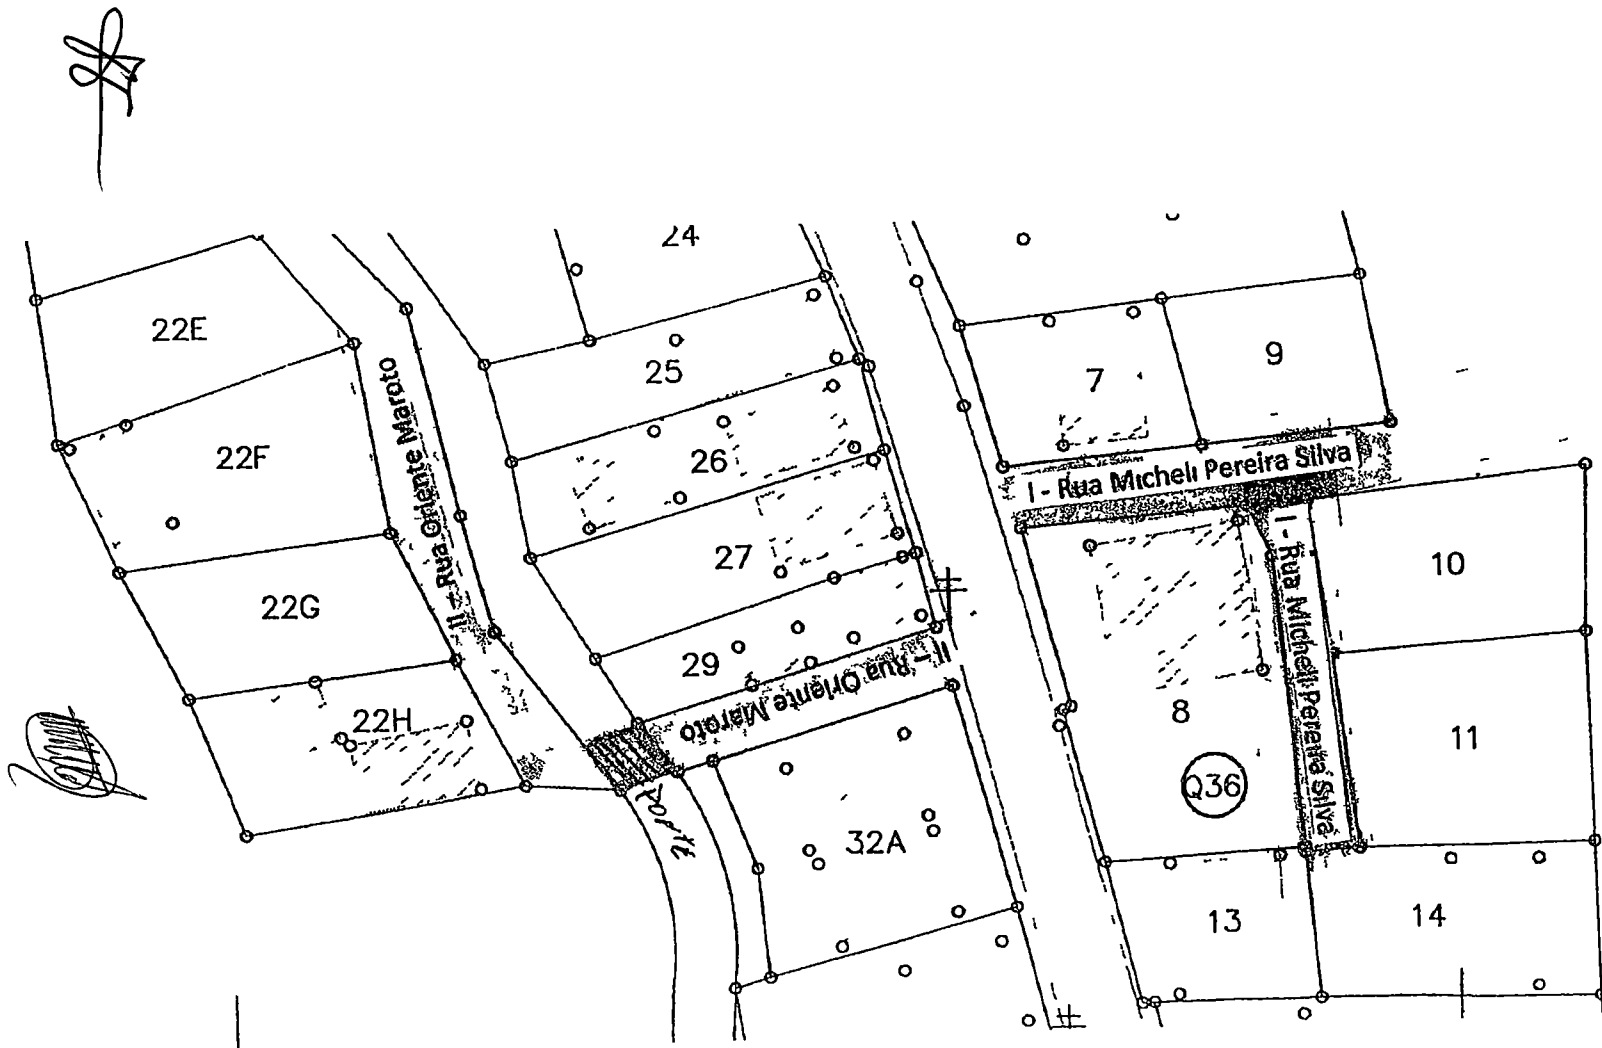 24
22E
25
9
7
22F
26
II - Rua Oriente Maroto
I - Rua Micheli Pereira Silva
27
10
22G
I - Rua Micheli Pereira Silva
29
II - Rua Oriente Maroto
22H
8
11
Q36
32A
13
14